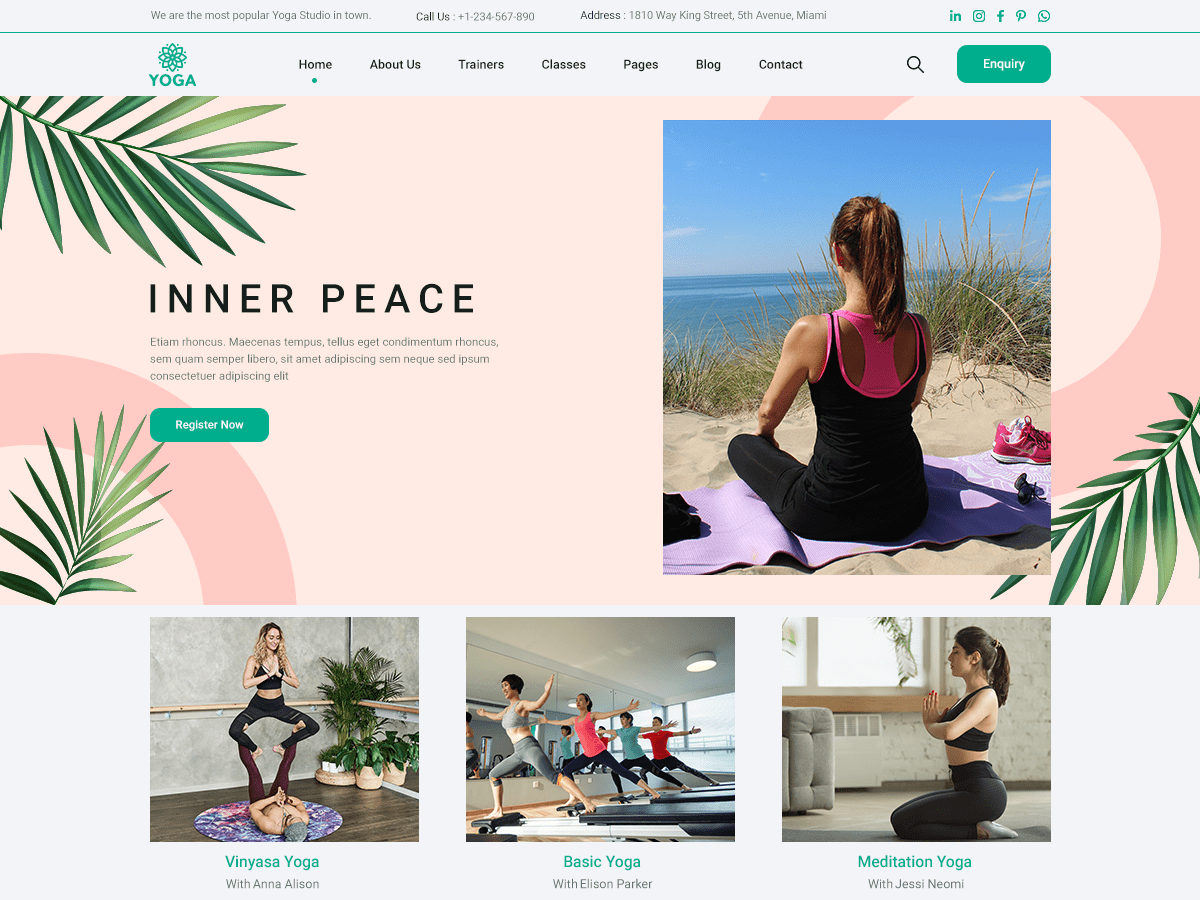 We are the most popular Yoga Studio in town.
Call Us : +1-234-567-890
Address : 1810 Way King Street, 5th Avenue, Miami
YOGA
Home
About Us
Trainers
Classes
Pages
Blog
Contact
Enquiry
INNER PEACE
Etiam rhoncus. Maecenas tempus, tellus eget condimentum rhoncus,
sem quam semper libero, sit amet adipiscing sem neque sed ipsum
consectetuer adipiscing elit
Register Now
Vinyasa Yoga
With Anna Alison
Basic Yoga
With Elison Parker
Meditation Yoga
With Jessi Neomi